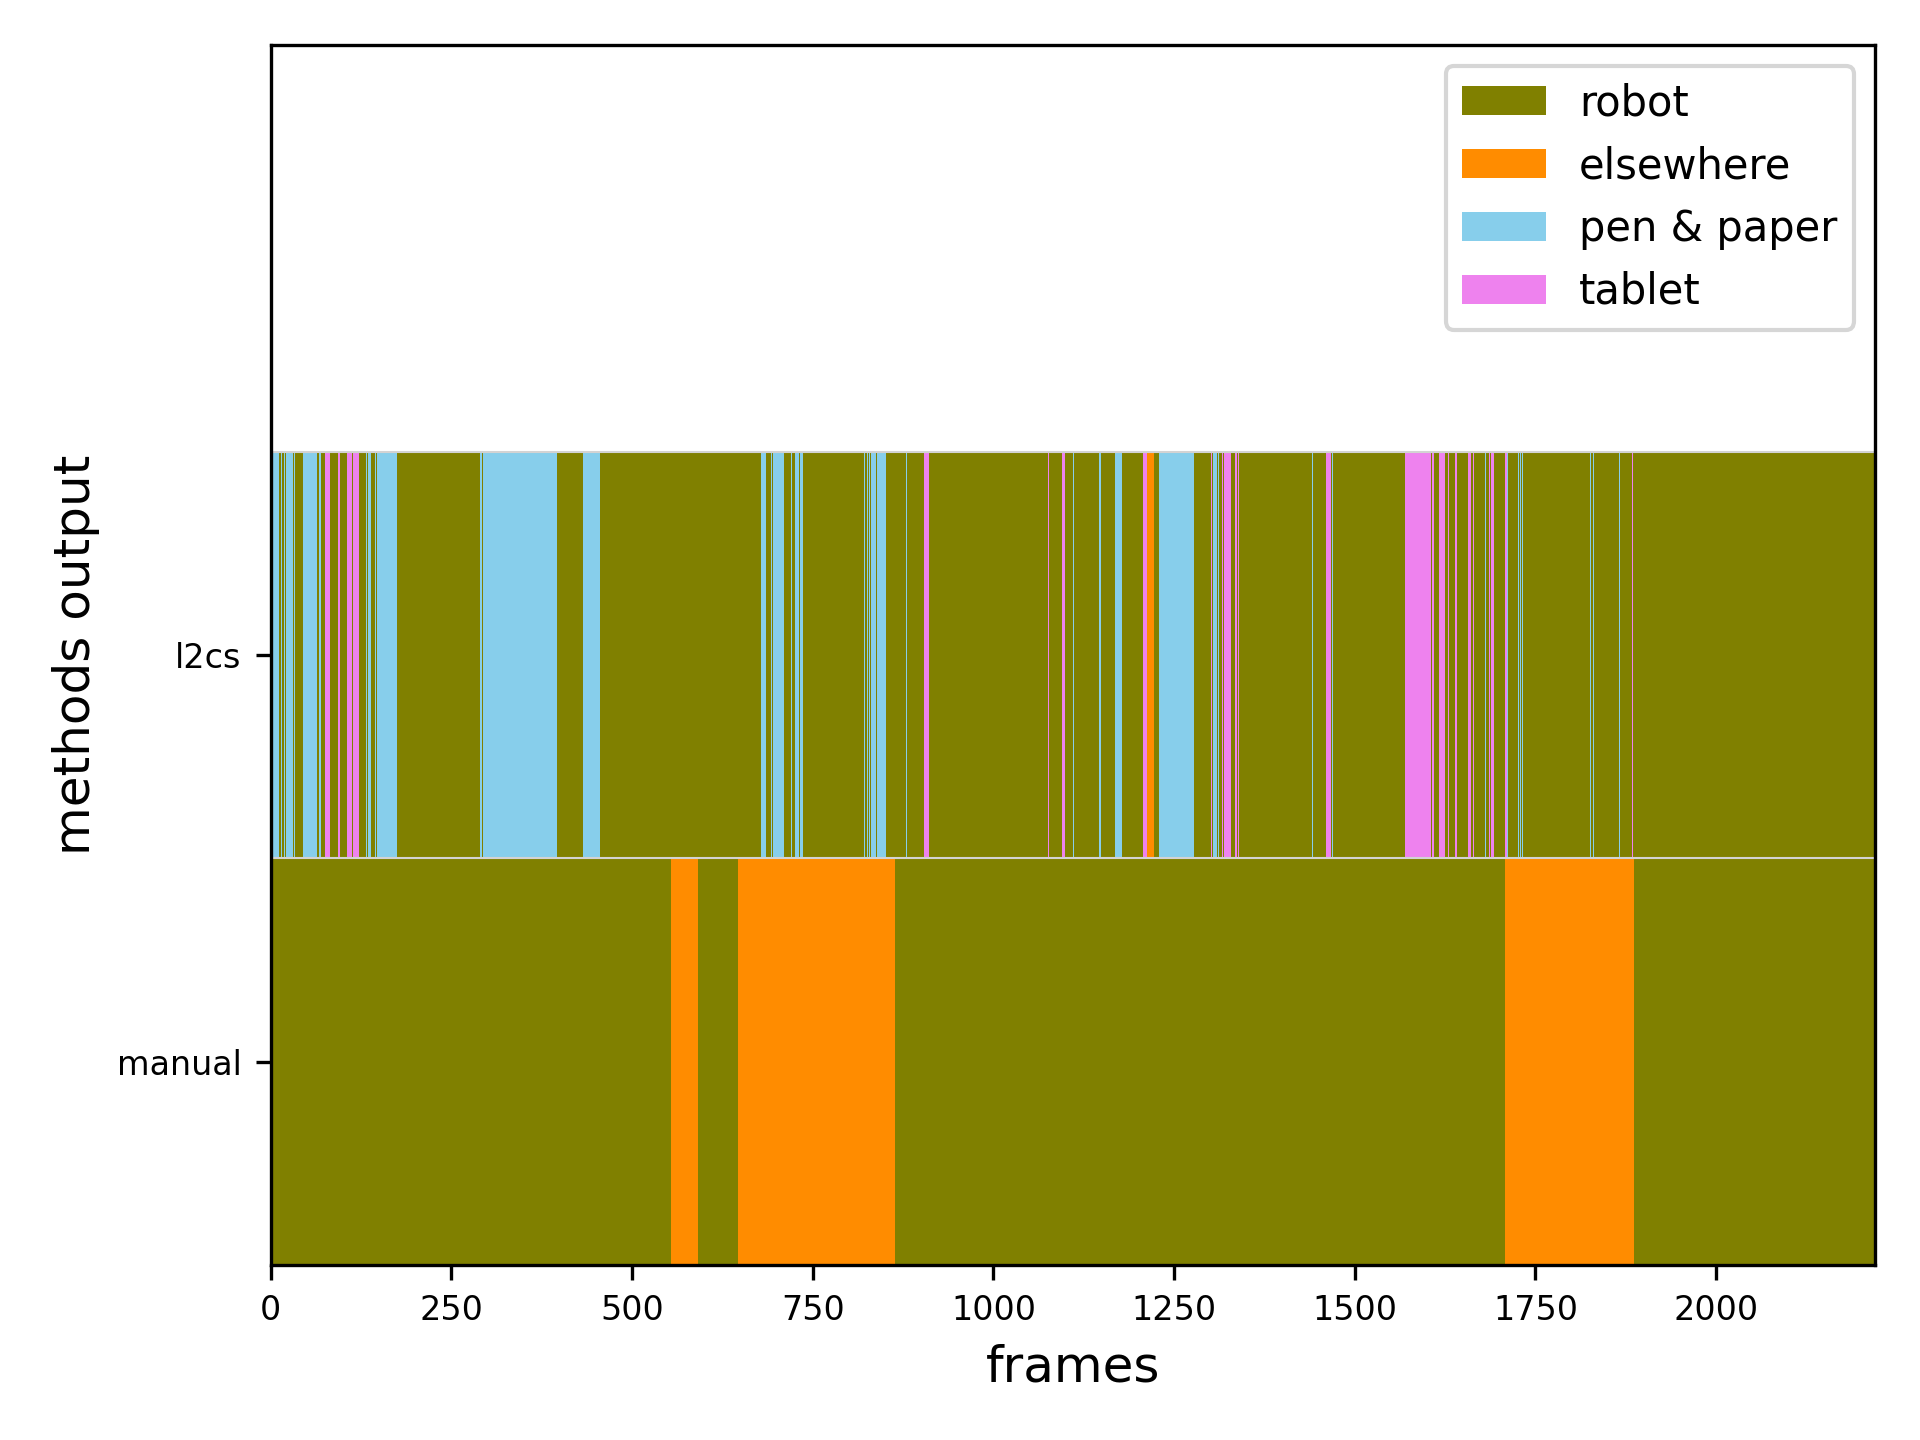 robot
elsewhere
pen & paper
tablet
methods output
l2cs
manual
0 250 500 750 1000 1250 1500 1750 2000
frames